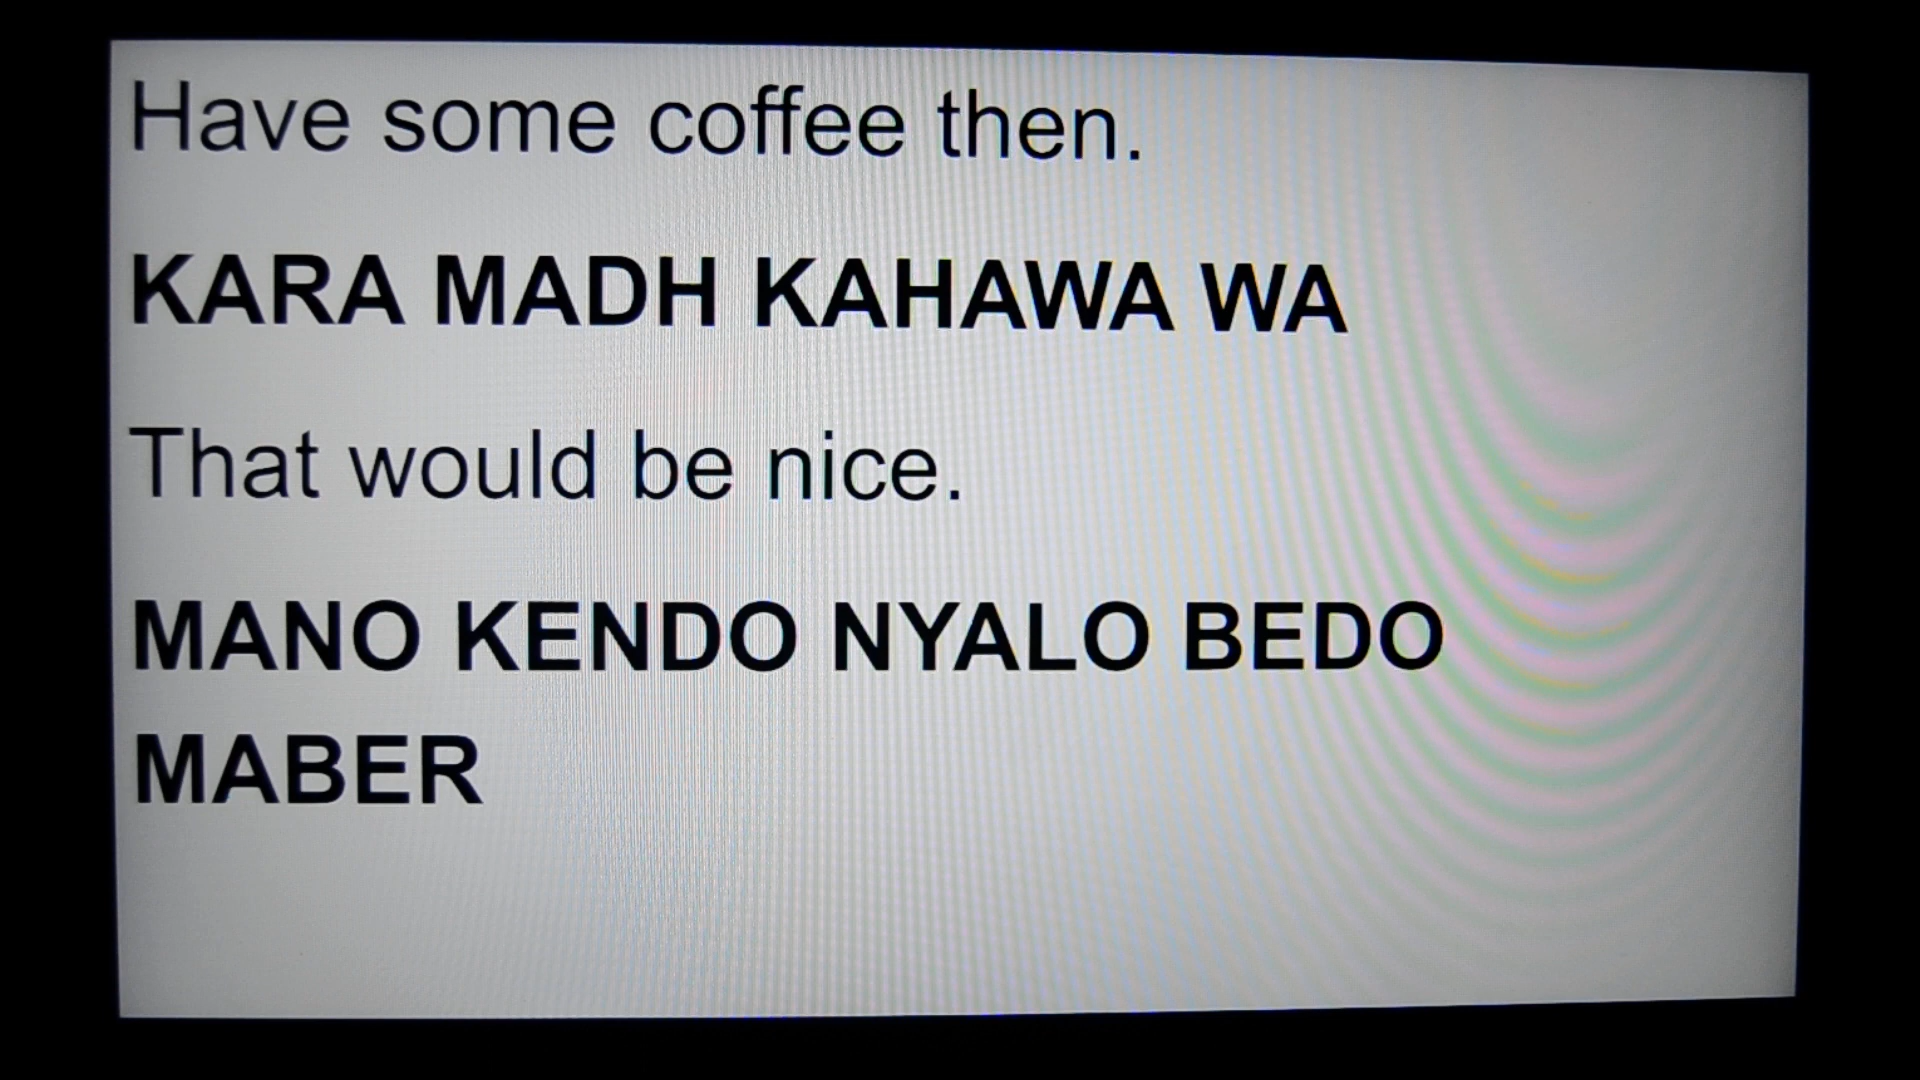 Have some coffee then.
KARA MADH KAHAWA WA
That would be nice.
MANO KENDO NYALO BEDO
MABER